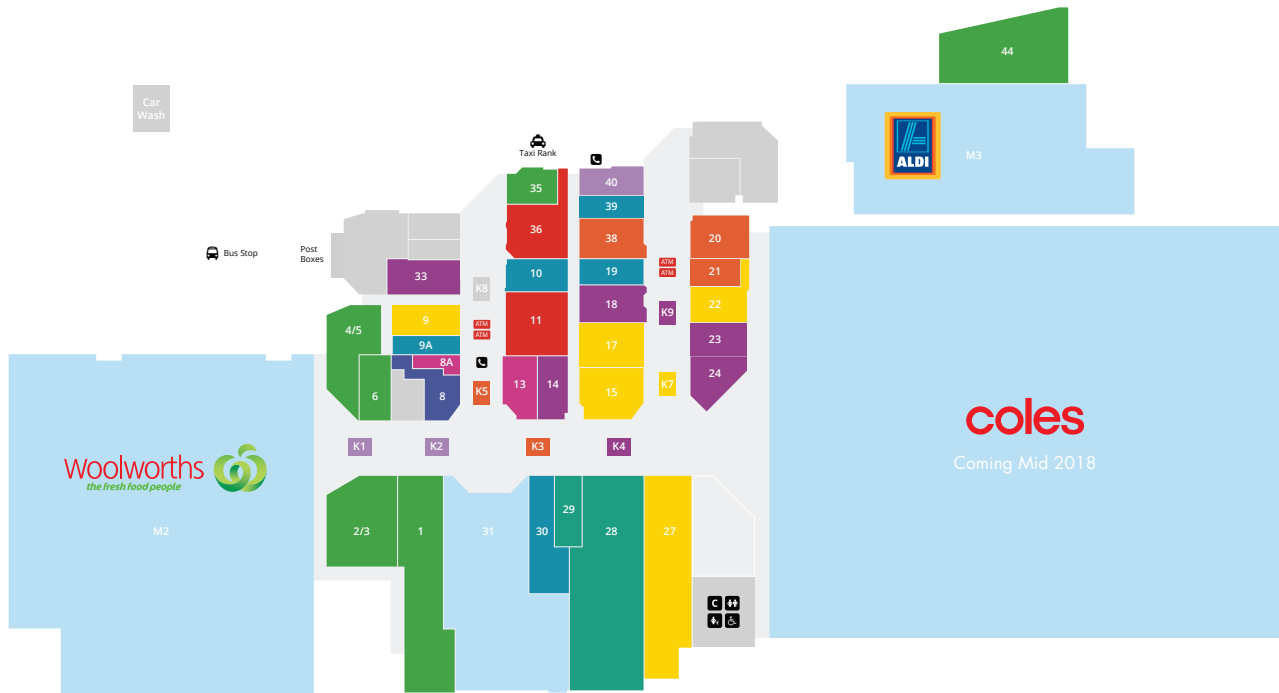 44
Car
Wash
ALDI
M3
Taxi Rank
40
35
39
36
38
20
Bus Stop
Post
Boxes
ATM
ATM
33
10
19
21
K8
18
22
K9
ATM
ATM
4/5
9
11
23
9A
17
8A
24
13
14
K7
6
8
K5
15
coles
Coming Mid 2018
K1
K2
K3
K4
Woolworths
the fresh food people
29
M2
2/3
1
31
30
28
27
C